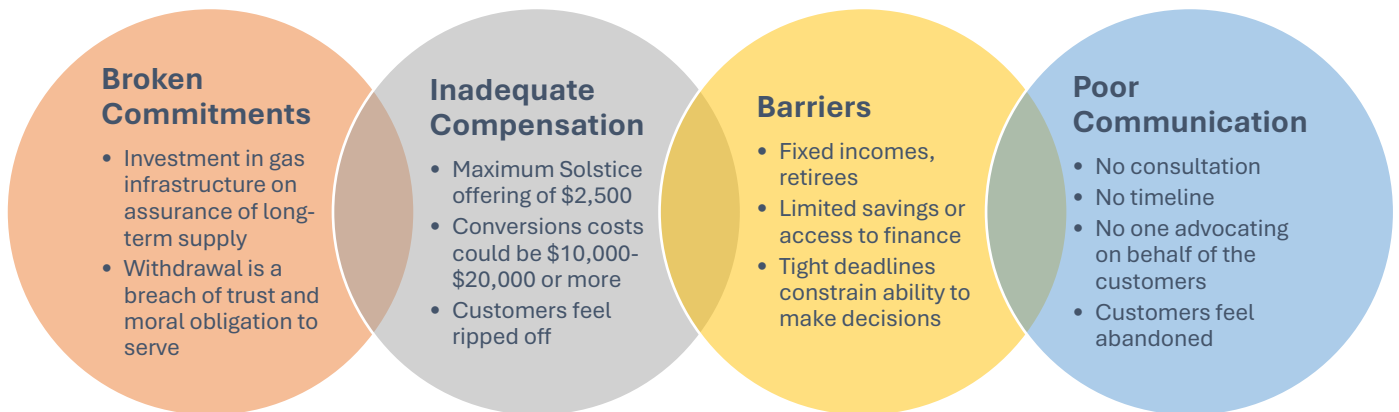 Broken
Commitments
• Investment in gas
infrastructure on
assurance of long-
term supply
• Withdrawal is a
breach of trust and
moral obligation to
serve
Inadequate
Compensation
• Maximum Solstice
offering of $2,500
• Conversions costs
could be $10,000-
$20,000 or more
• Customers feel
ripped off
Barriers
• Fixed incomes,
retirees
• Limited savings or
access to finance
• Tight deadlines
constrain ability to
make decisions
Poor
Communication
• No consultation
• No timeline
• No one advocating
on behalf of the
customers
• Customers feel
abandoned